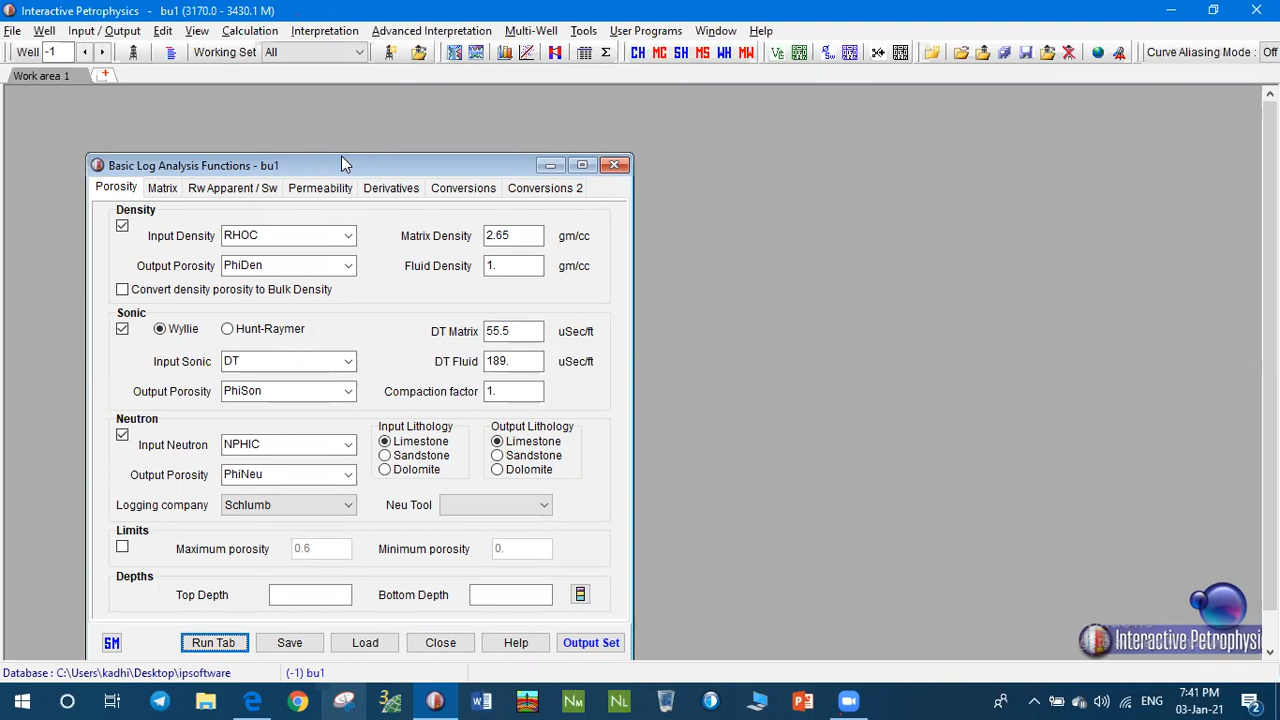 Interactive Petrophysics - bu1 (3170.0 - 3430.1 M)
File Well Input / Output Edit View Calculation Interpretation Advanced Interpretation Multi-Well Tools User Programs Window Help
Well -1 Working Set All CH MC SH MS WH MW Curve Aliasing Mode : Off
Work area 1
Basic Log Analysis Functions - bu1
Porosity Matrix Rw Apparent / Sw Permeability Derivatives Conversions Conversions 2
Density
Input Density RHOC Matrix Density 2.65 gm/cc
Output Porosity PhiDen Fluid Density 1. gm/cc
Convert density porosity to Bulk Density
Sonic
Wyllie Hunt-Raymer DT Matrix 55.5 uSec/ft
Input Sonic DT DT Fluid 189. uSec/ft
Output Porosity PhiSon Compaction factor 1.
Neutron
Input Lithology Output Lithology
Input Neutron NPHIC Limestone Limestone
Sandstone Sandstone
Output Porosity PhiNeu Dolomite Dolomite
Logging company Schlumb Neu Tool
Limits
Maximum porosity 0.6 Minimum porosity 0.
Depths
Top Depth Bottom Depth
SM Run Tab Save Load Close Help Output Set
Interactive Petrophysi
Database : C:\Users\kadhi\Desktop\ipsoftware (-1) bu1
ENG 7:41 PM
03-Jan-21